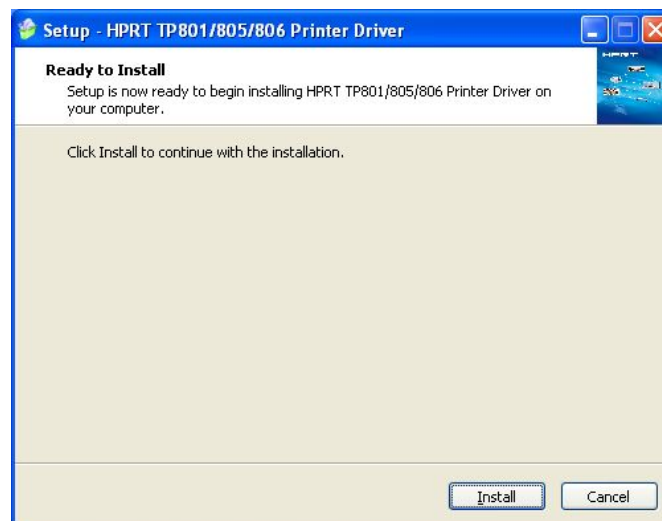 Setup - HPRT TP801/805/806 Printer Driver
HPRT
Ready to Install
Setup is now ready to begin installing HPRT TP801/805/806 Printer Driver on
your computer.
Click Install to continue with the installation.
Install
Cancel